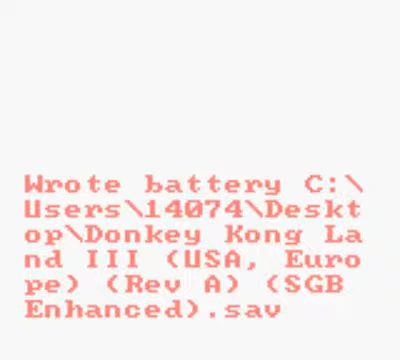 Wrote battery C:\
Users\14074\Deskt
op\Donkey Kong La
nd III (USA, Euro
pe) (Rev A) (SGB
Enhanced).sav